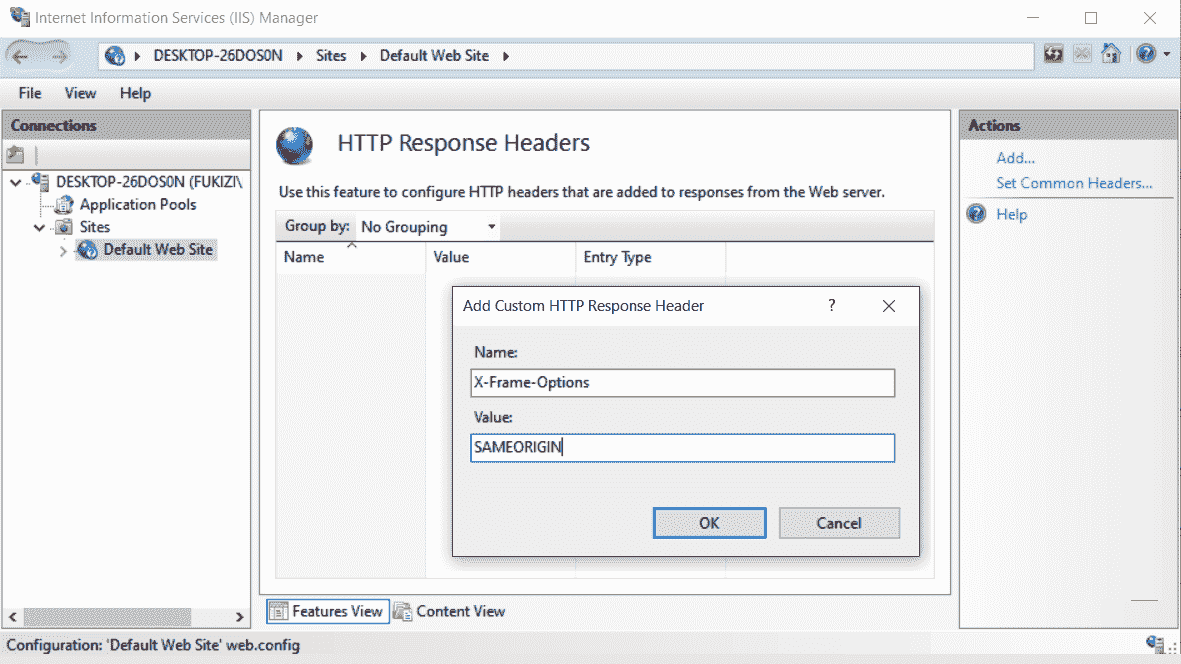 Internet Information Services (IIS) Manager
DESKTOP-26DOS0N Sites Default Web Site
File View Help
Connections
DESKTOP-26DOS0N (FUKIZI\
Application Pools
Sites
Default Web Site
HTTP Response Headers
Use this feature to configure HTTP headers that are added to responses from the Web server.
Group by: No Grouping
Name Value Entry Type
Add Custom HTTP Response Header ?
Name:
X-Frame-Options
Value:
SAMEORIGIN
OK Cancel
Features View Content View
Actions
Add...
Set Common Headers...
Help
Configuration: 'Default Web Site' web.config